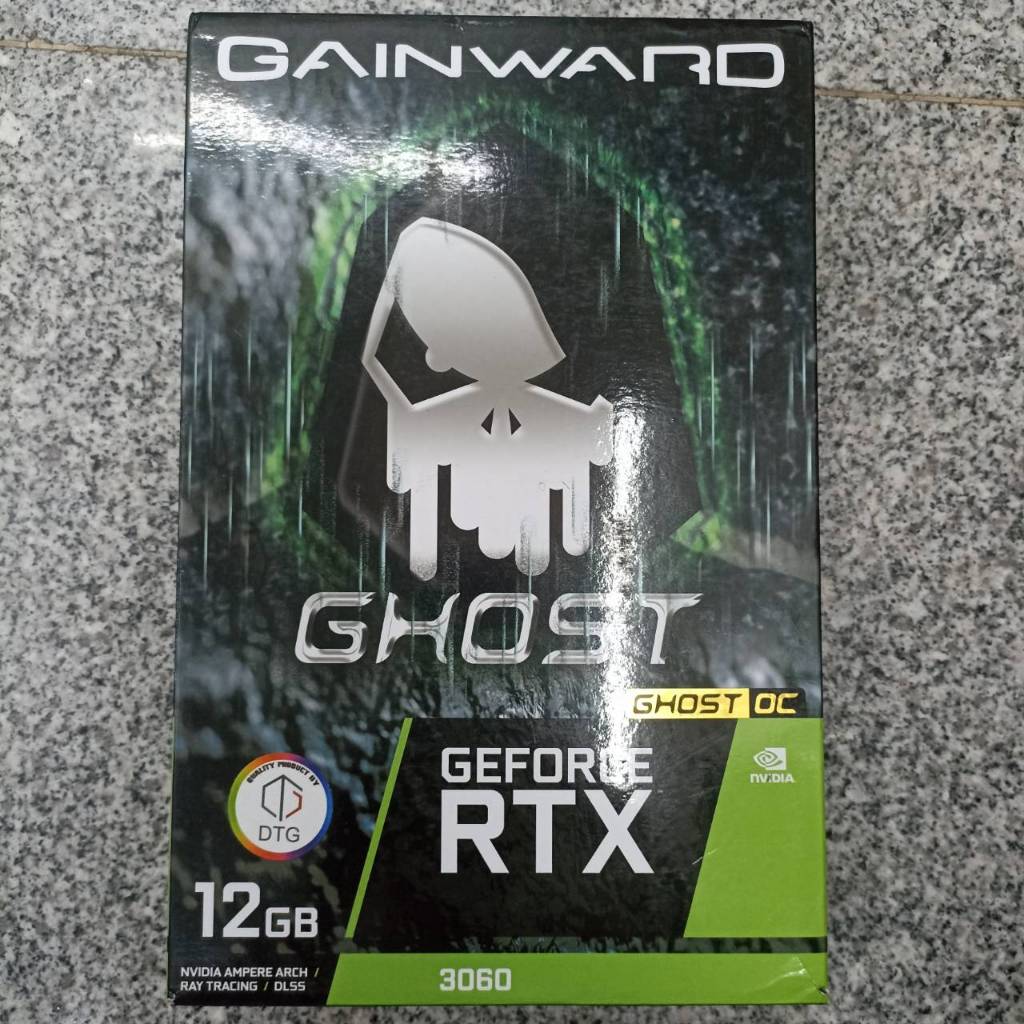 GAINWARD
GHOST
GHOST OC
GEFORCE
RTX
NVIDIA
QUALITY PRODUCT BY
DTG
12GB
NVIDIA AMPERE ARCH /
RAY TRACING / DLSS
3060